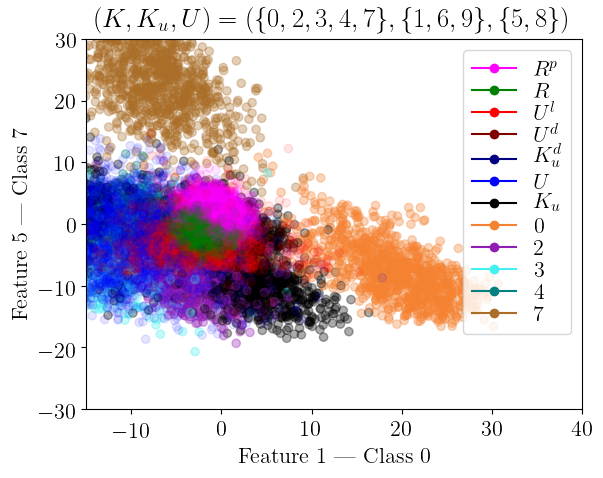 (K, K_u, U) = ({0, 2, 3, 4, 7}, {1, 6, 9}, {5, 8})
30
20
10
0
−10
−20
−30
Feature 5 — Class 7
−10
0
10
20
30
40
Feature 1 — Class 0
R^p
R
U^l
U^d
K_u^d
U
K_u
0
2
3
4
7